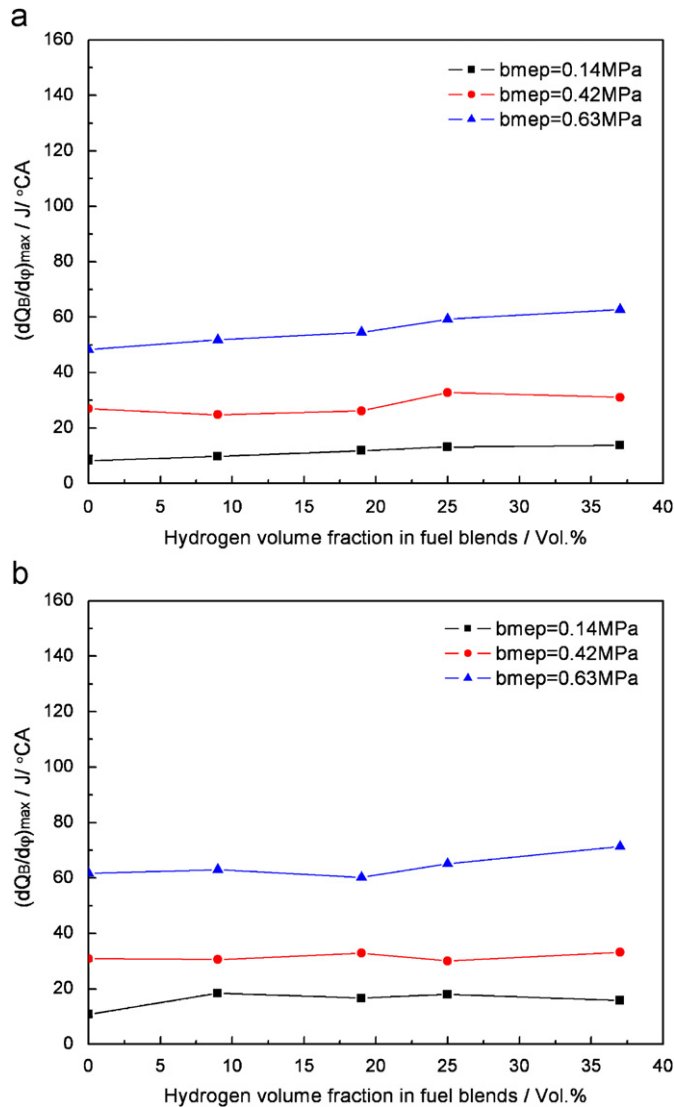 a
160
140
120
100
80
60
40
20
0
(dQB/dφ)max / J/ °CA
bmep=0.14MPa
bmep=0.42MPa
bmep=0.63MPa
0 5 10 15 20 25 30 35 40
Hydrogen volume fraction in fuel blends / Vol.%
b
160
140
120
100
80
60
40
20
0
(dQB/dφ)max / J/ °CA
bmep=0.14MPa
bmep=0.42MPa
bmep=0.63MPa
0 5 10 15 20 25 30 35 40
Hydrogen volume fraction in fuel blends / Vol.%